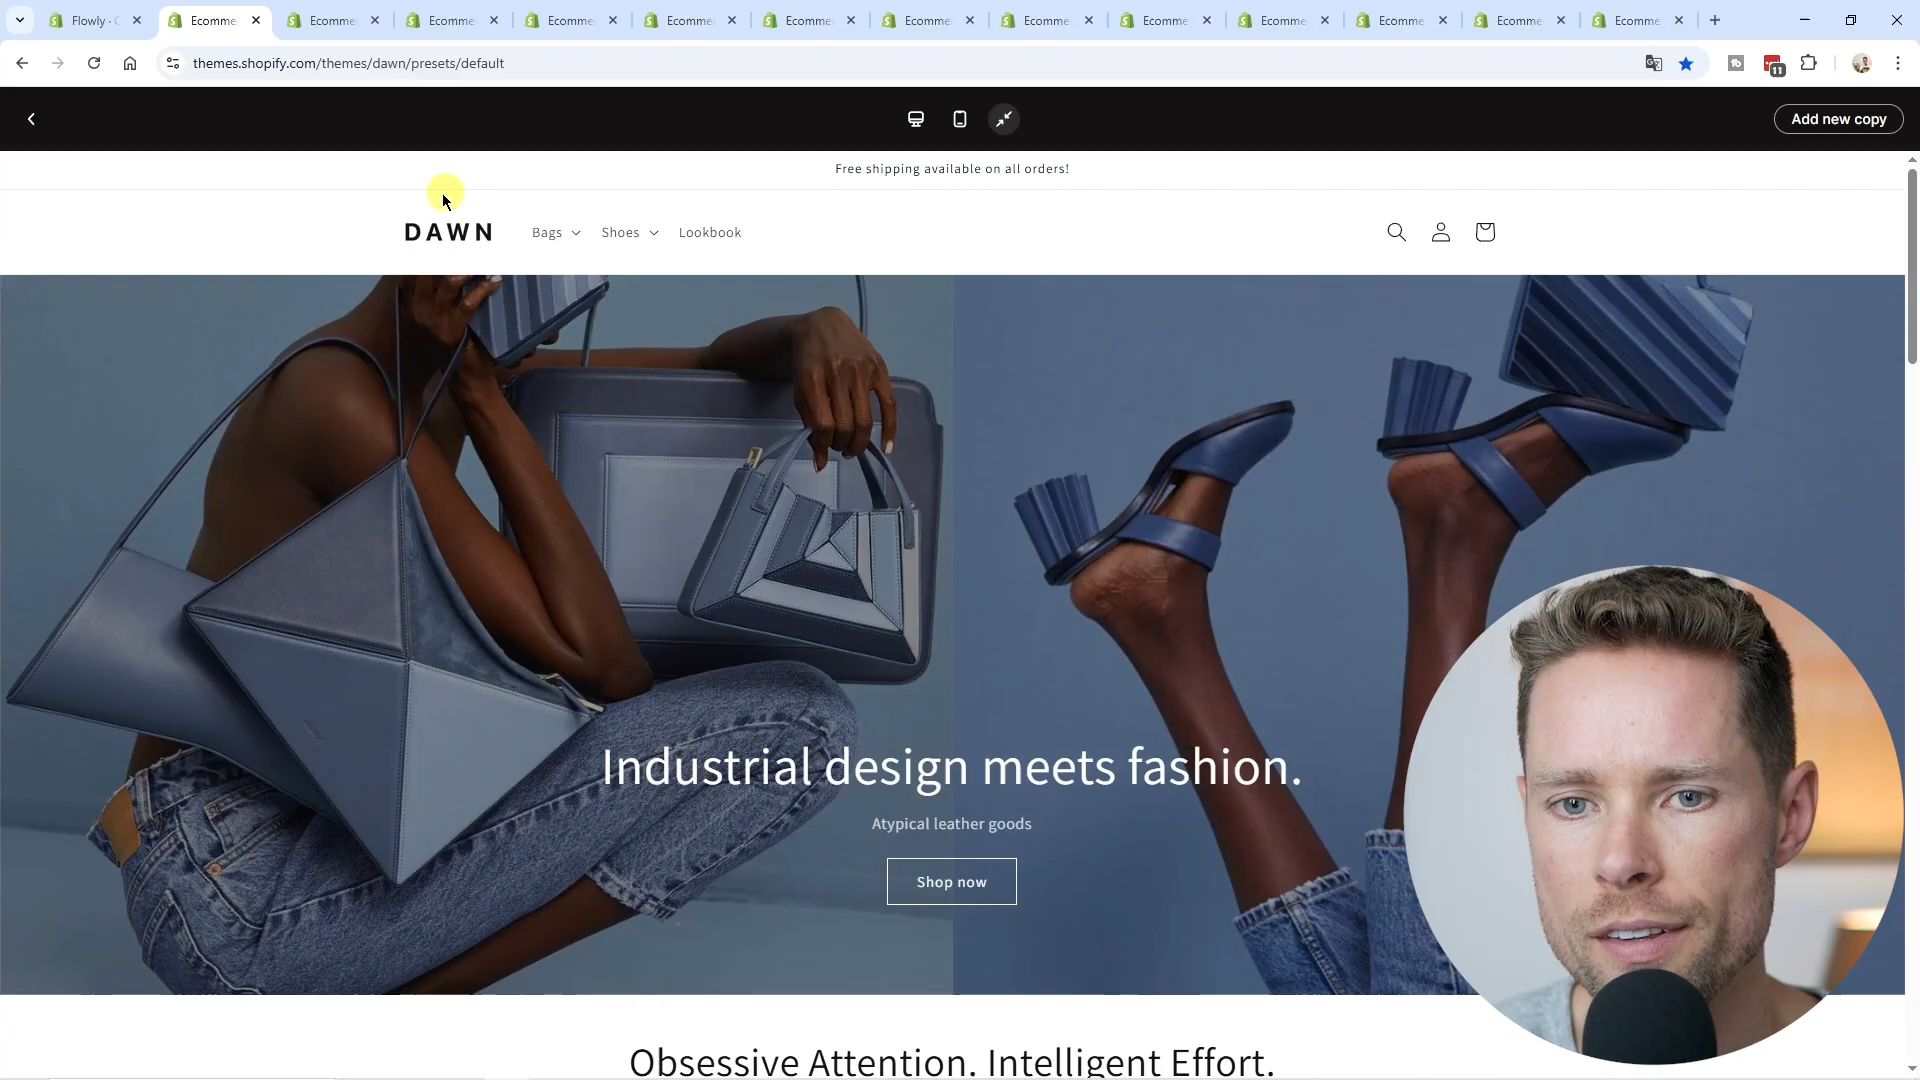 Flowly · C
Ecomme
Ecomme
Ecomme
Ecomme
Ecomme
Ecomme
Ecomme
Ecomme
Ecomme
Ecomme
Ecomme
Ecomme
Ecomme
themes.shopify.com/themes/dawn/presets/default
11
Add new copy
Free shipping available on all orders!
DAWN Bags Shoes Lookbook
Industrial design meets fashion.
Atypical leather goods
Shop now
Obsessive Attention. Intelligent Effort.